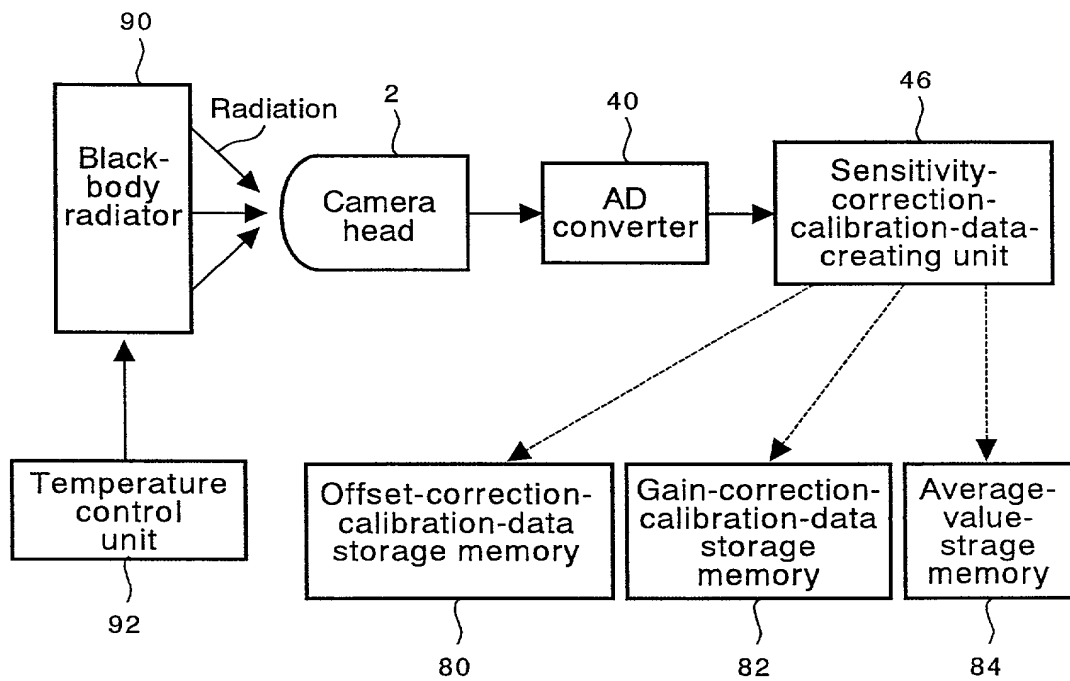 90
Radiation
2
40
46
Black-
body
radiator
Camera
head
AD
converter
Sensitivity-
correction-
calibration-data-
creating unit
Temperature
control
unit
Offset-correction-
calibration-data
storage memory
Gain-correction-
calibration-data
storage
memory
Average-
value-
strage
memory
92
80
82
84